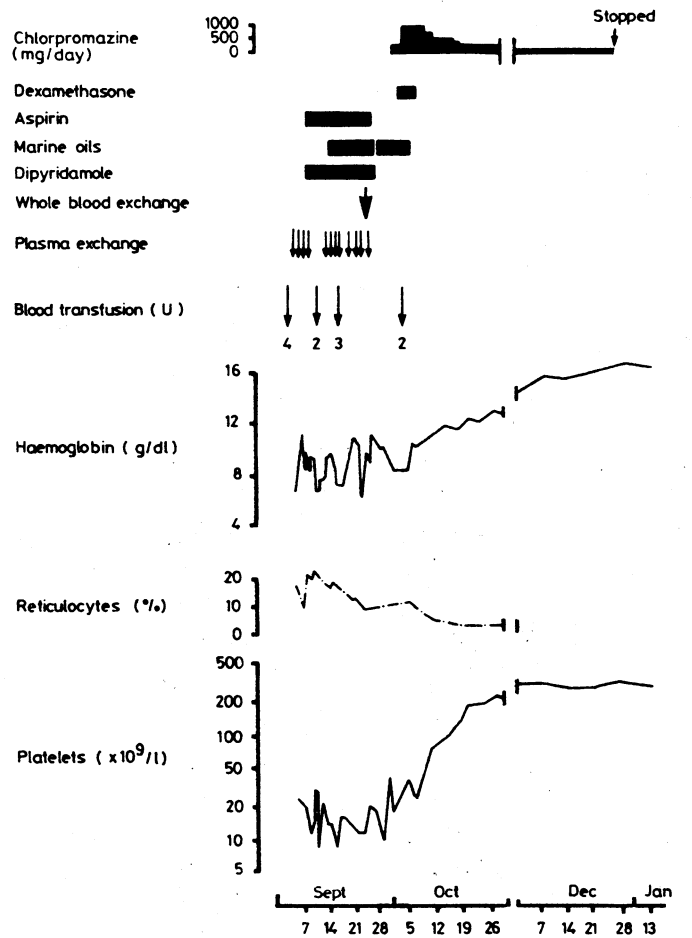 Stopped
Chlorpromazine
(mg/day)
1000
500
0
Dexamethasone
Aspirin
Marine oils
Dipyridamole
Whole blood exchange
Plasma exchange
Blood transfusion ( U )
4 2 3 2
Haemoglobin ( g/dl)
16
12
8
4
Reticulocytes (%)
20
10
0
Platelets ( x10⁹/l)
500
200
100
50
20
10
5
Sept Oct Dec Jan
7 14 21 28 5 12 19 26 7 14 21 28 13